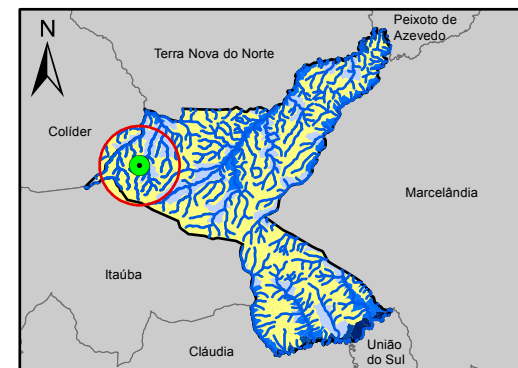 N
Peixoto de
Azevedo
Terra Nova do Norte
Colíder
Marcelândia
Itaúba
Cláudia
União
do Sul